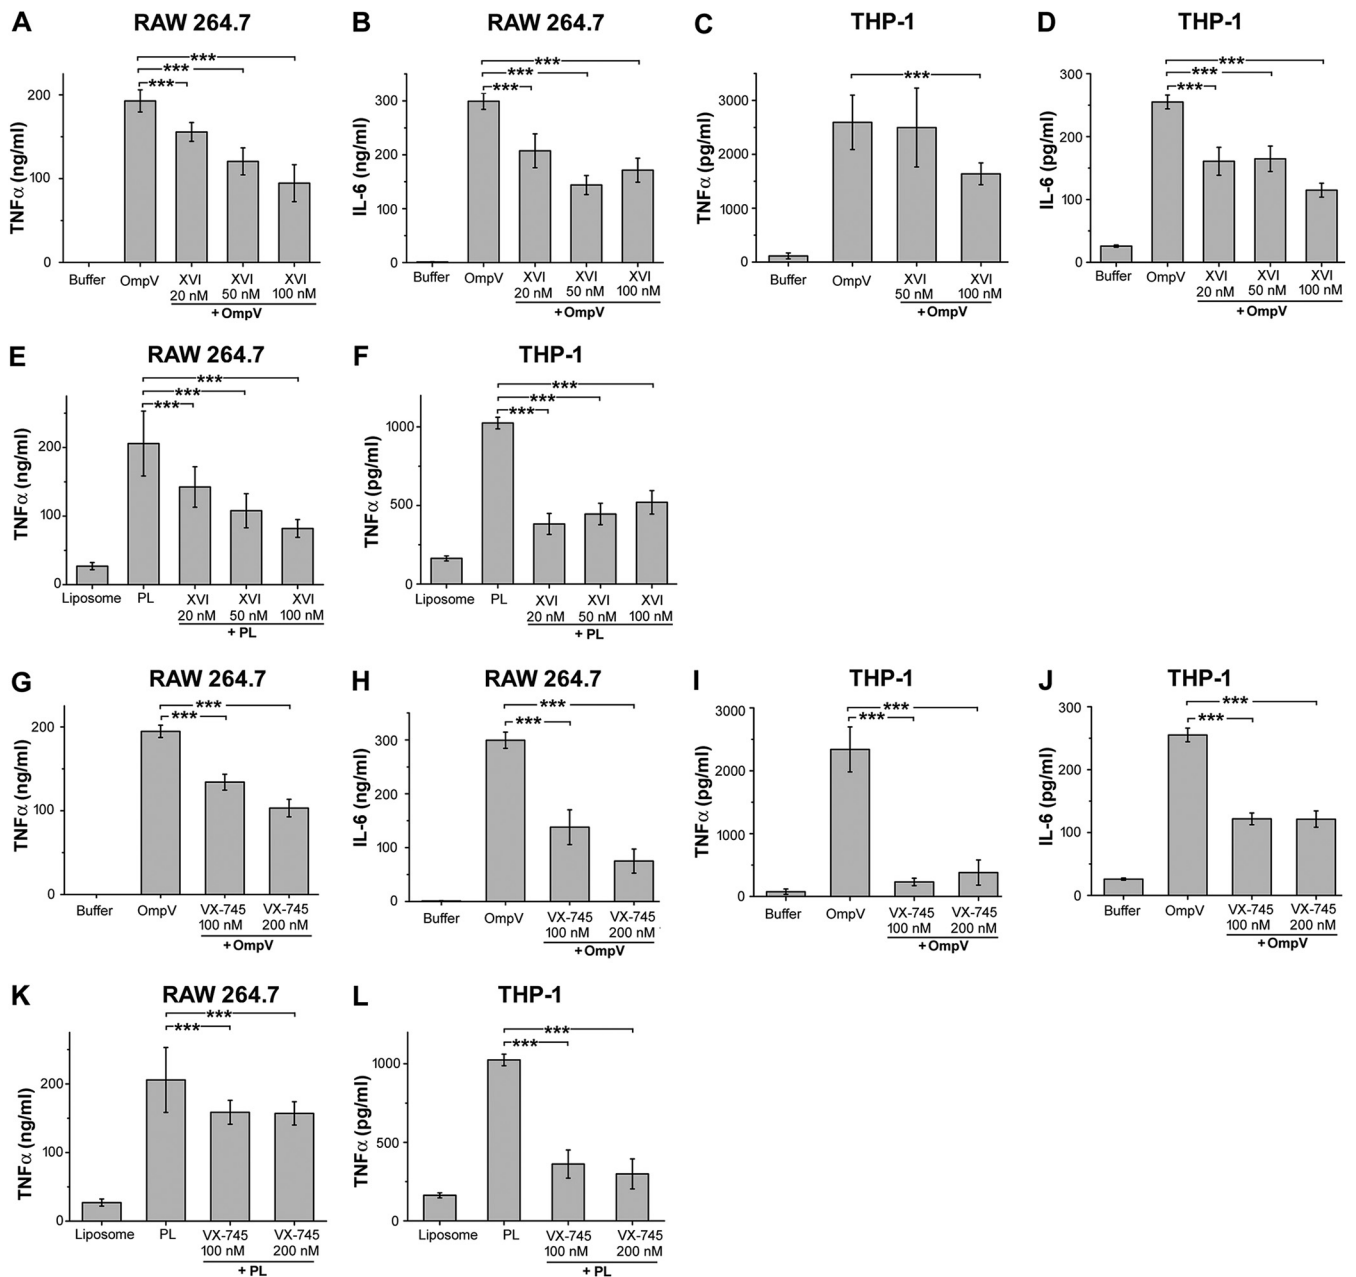 A RAW 264.7
TNFα (ng/ml)
200
100
0
*** 
***
***
Buffer OmpV XVI XVI XVI
20 nM 50 nM 100 nM
+ OmpV
B RAW 264.7
IL-6 (ng/ml)
300
200
100
0
***
***
***
Buffer OmpV XVI XVI XVI
20 nM 50 nM 100 nM
+ OmpV
C THP-1
TNFα (pg/ml)
3000
2000
1000
0
***
Buffer OmpV XVI XVI
50 nM 100 nM
+ OmpV
D THP-1
IL-6 (pg/ml)
300
200
100
0
***
***
***
Buffer OmpV XVI XVI XVI
20 nM 50 nM 100 nM
+ OmpV
E RAW 264.7
TNFα (ng/ml)
200
100
0
***
***
***
Liposome PL XVI XVI XVI
20 nM 50 nM 100 nM
+ PL
F THP-1
TNFα (pg/ml)
1000
500
0
***
***
***
Liposome PL XVI XVI XVI
20 nM 50 nM 100 nM
+ PL
G RAW 264.7
TNFα (ng/ml)
200
100
0
***
***
Buffer OmpV VX-745 VX-745
100 nM 200 nM
+ OmpV
H RAW 264.7
IL-6 (ng/ml)
300
200
100
0
***
***
Buffer OmpV VX-745 VX-745
100 nM 200 nM
+ OmpV
I THP-1
TNFα (pg/ml)
3000
2000
1000
0
***
***
Buffer OmpV VX-745 VX-745
100 nM 200 nM
+ OmpV
J THP-1
IL-6 (pg/ml)
300
200
100
0
***
***
Buffer OmpV VX-745 VX-745
100 nM 200 nM
+ OmpV
K RAW 264.7
TNFα (ng/ml)
200
100
0
***
***
Liposome PL VX-745 VX-745
100 nM 200 nM
+ PL
L THP-1
TNFα (pg/ml)
1000
500
0
***
***
Liposome PL VX-745 VX-745
100 nM 200 nM
+ PL